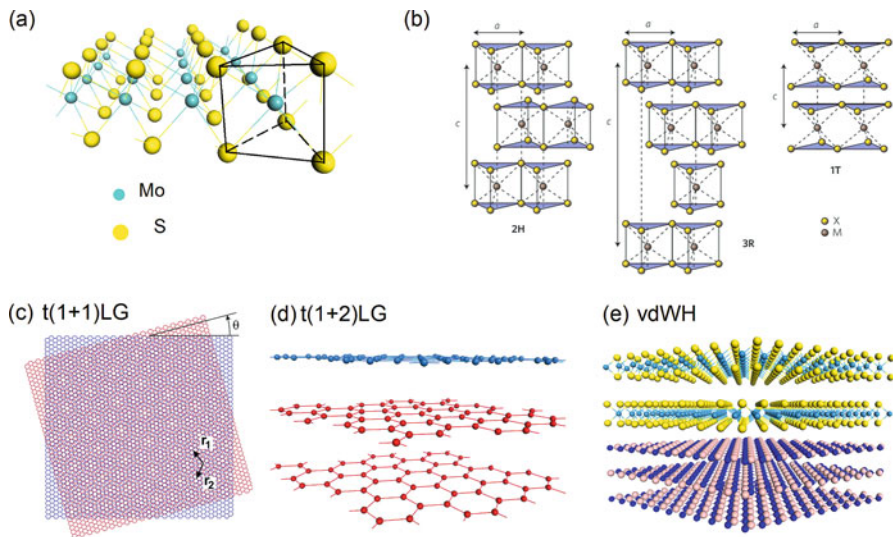 (a)
Mo
S
(b)
a
a
a
c
c
c
2H
3R
1T
X
M
(c) t(1+1)LG
θ
r1
r2
(d) t(1+2)LG
(e) vdWH